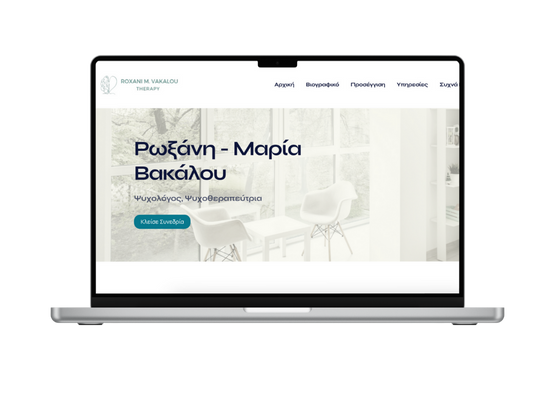 ROXANI M. VAKALOU
THERAPY
Αρχική Βιογραφικό Προσέγγιση Υπηρεσίες Συχνά
Ρωξάνη - Μαρία
Βακάλου
Ψυχολόγος, Ψυχοθεραπεύτρια
Κλείσε Συνεδρία